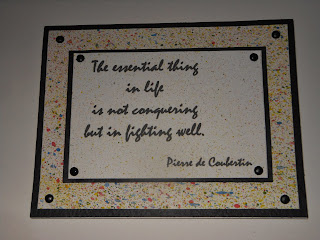 The essential thing
in life
is not conquering
but in fighting well.
Pierre de Coubertin